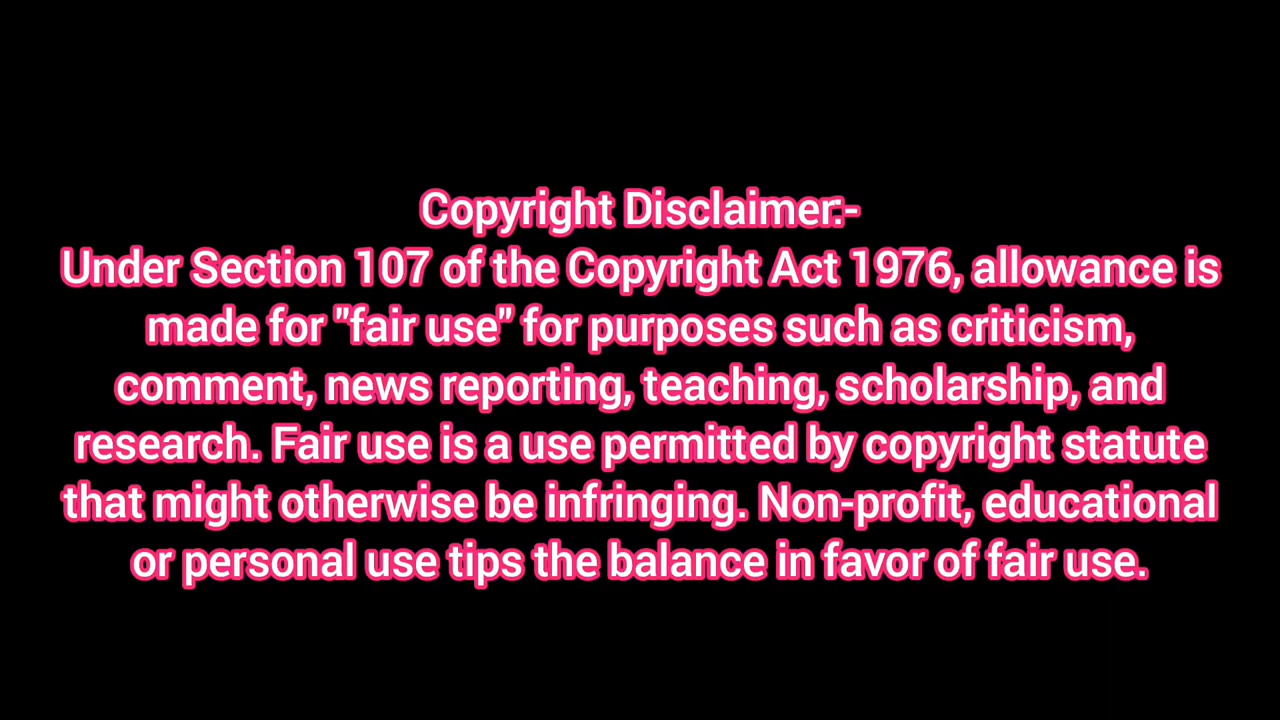 Copyright Disclaimer:-
Under Section 107 of the Copyright Act 1976, allowance is
made for "fair use" for purposes such as criticism,
comment, news reporting, teaching, scholarship, and
research. Fair use is a use permitted by copyright statute
that might otherwise be infringing. Non-profit, educational
or personal use tips the balance in favor of fair use.